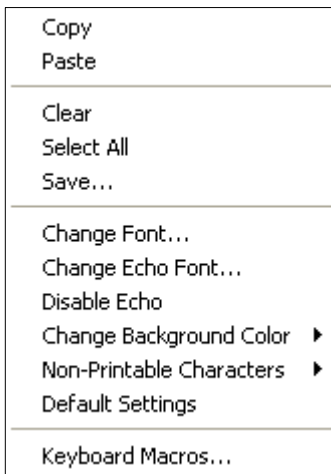 Copy
Paste
Clear
Select All
Save...
Change Font...
Change Echo Font...
Disable Echo
Change Background Color
Non-Printable Characters
Default Settings
Keyboard Macros...